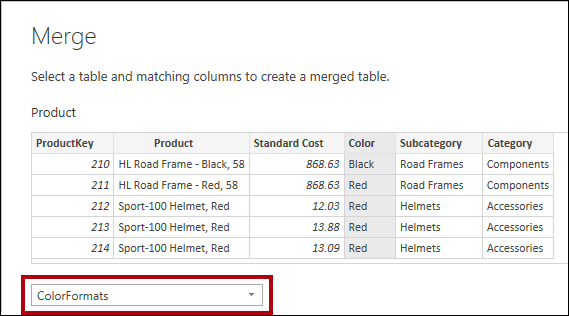 Merge
Select a table and matching columns to create a merged table.
Product
ProductKey Product Standard Cost Color Subcategory Category
210 HL Road Frame - Black, 58 868.63 Black Road Frames Components
211 HL Road Frame - Red, 58 868.63 Red Road Frames Components
212 Sport-100 Helmet, Red 12.03 Red Helmets Accessories
213 Sport-100 Helmet, Red 13.88 Red Helmets Accessories
214 Sport-100 Helmet, Red 13.09 Red Helmets Accessories
ColorFormats